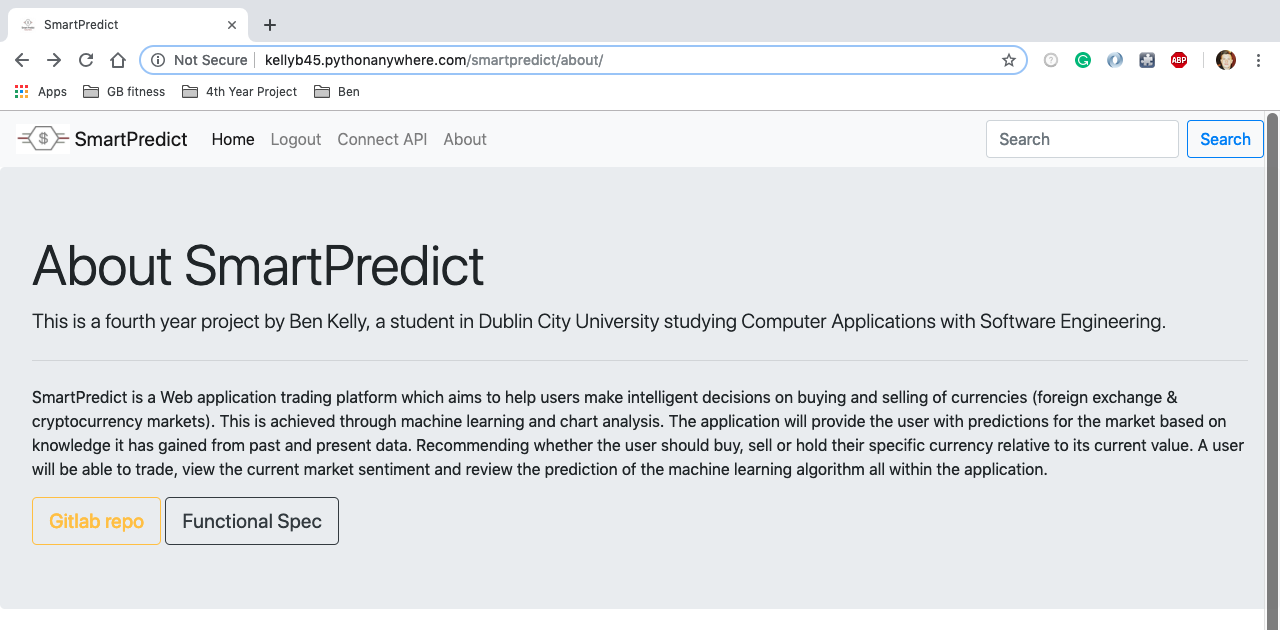 SmartPredict
Not Secure kellyb45.pythonanywhere.com/smartpredict/about/
ABP
Apps GB fitness 4th Year Project Ben
$ SmartPredict Home Logout Connect API About Search Search
About SmartPredict
This is a fourth year project by Ben Kelly, a student in Dublin City University studying Computer Applications with Software Engineering.
SmartPredict is a Web application trading platform which aims to help users make intelligent decisions on buying and selling of currencies (foreign exchange &
cryptocurrency markets). This is achieved through machine learning and chart analysis. The application will provide the user with predictions for the market based on
knowledge it has gained from past and present data. Recommending whether the user should buy, sell or hold their specific currency relative to its current value. A user
will be able to trade, view the current market sentiment and review the prediction of the machine learning algorithm all within the application.
Gitlab repo Functional Spec